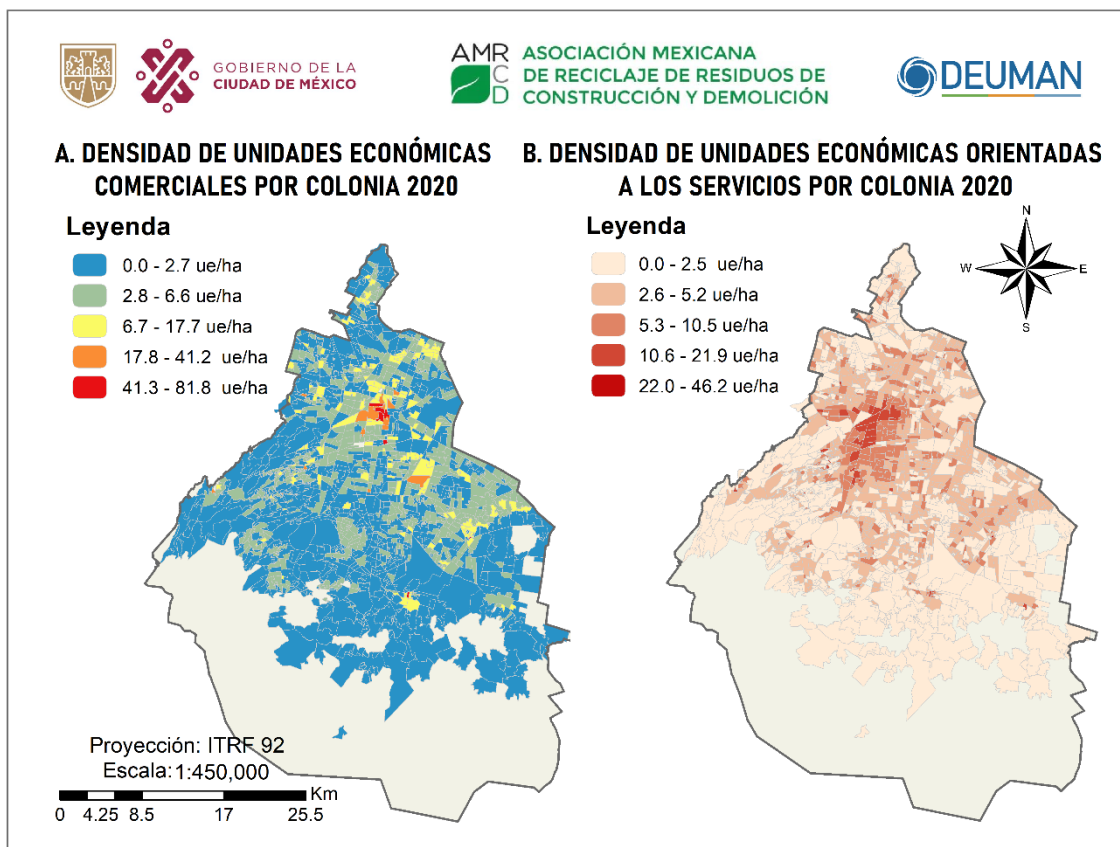 GOBIERNO DE LA
CIUDAD DE MÉXICO
AMR
C
D
ASOCIACIÓN MEXICANA
DE RECICLAJE DE RESIDUOS DE
CONSTRUCCIÓN Y DEMOLICIÓN
DEUMAN
A. DENSIDAD DE UNIDADES ECONÓMICAS
COMERCIALES POR COLONIA 2020
B. DENSIDAD DE UNIDADES ECONÓMICAS ORIENTADAS
A LOS SERVICIOS POR COLONIA 2020
Leyenda
0.0 - 2.7 ue/ha
2.8 - 6.6 ue/ha
6.7 - 17.7 ue/ha
17.8 - 41.2 ue/ha
41.3 - 81.8 ue/ha
Leyenda
0.0 - 2.5 ue/ha
2.6 - 5.2 ue/ha
5.3 - 10.5 ue/ha
10.6 - 21.9 ue/ha
22.0 - 46.2 ue/ha
N
W E
S
Proyección: ITRF 92
Escala: 1:450,000
Km
0 4.25 8.5 17 25.5